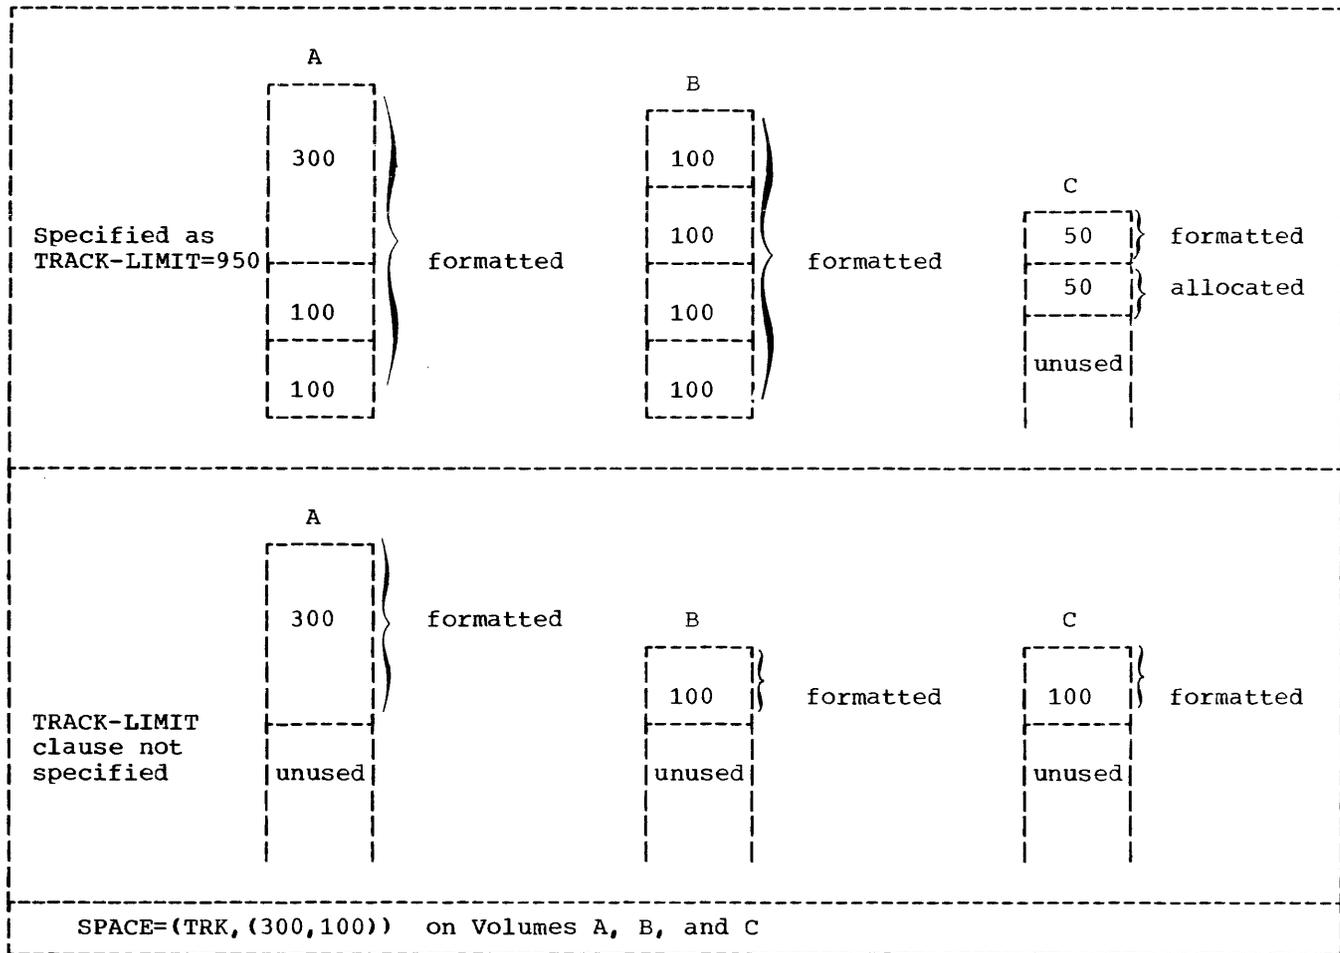 A
B
300
100
C
Specified as
TRACK-LIMIT=950
formatted
100
formatted
50
formatted
100
100
50
allocated
100
100
unused
A
300
formatted
B
C
100
formatted
100
formatted
TRACK-LIMIT
clause not
specified
unused
unused
unused
SPACE=(TRK,(300,100)) on Volumes A, B, and C